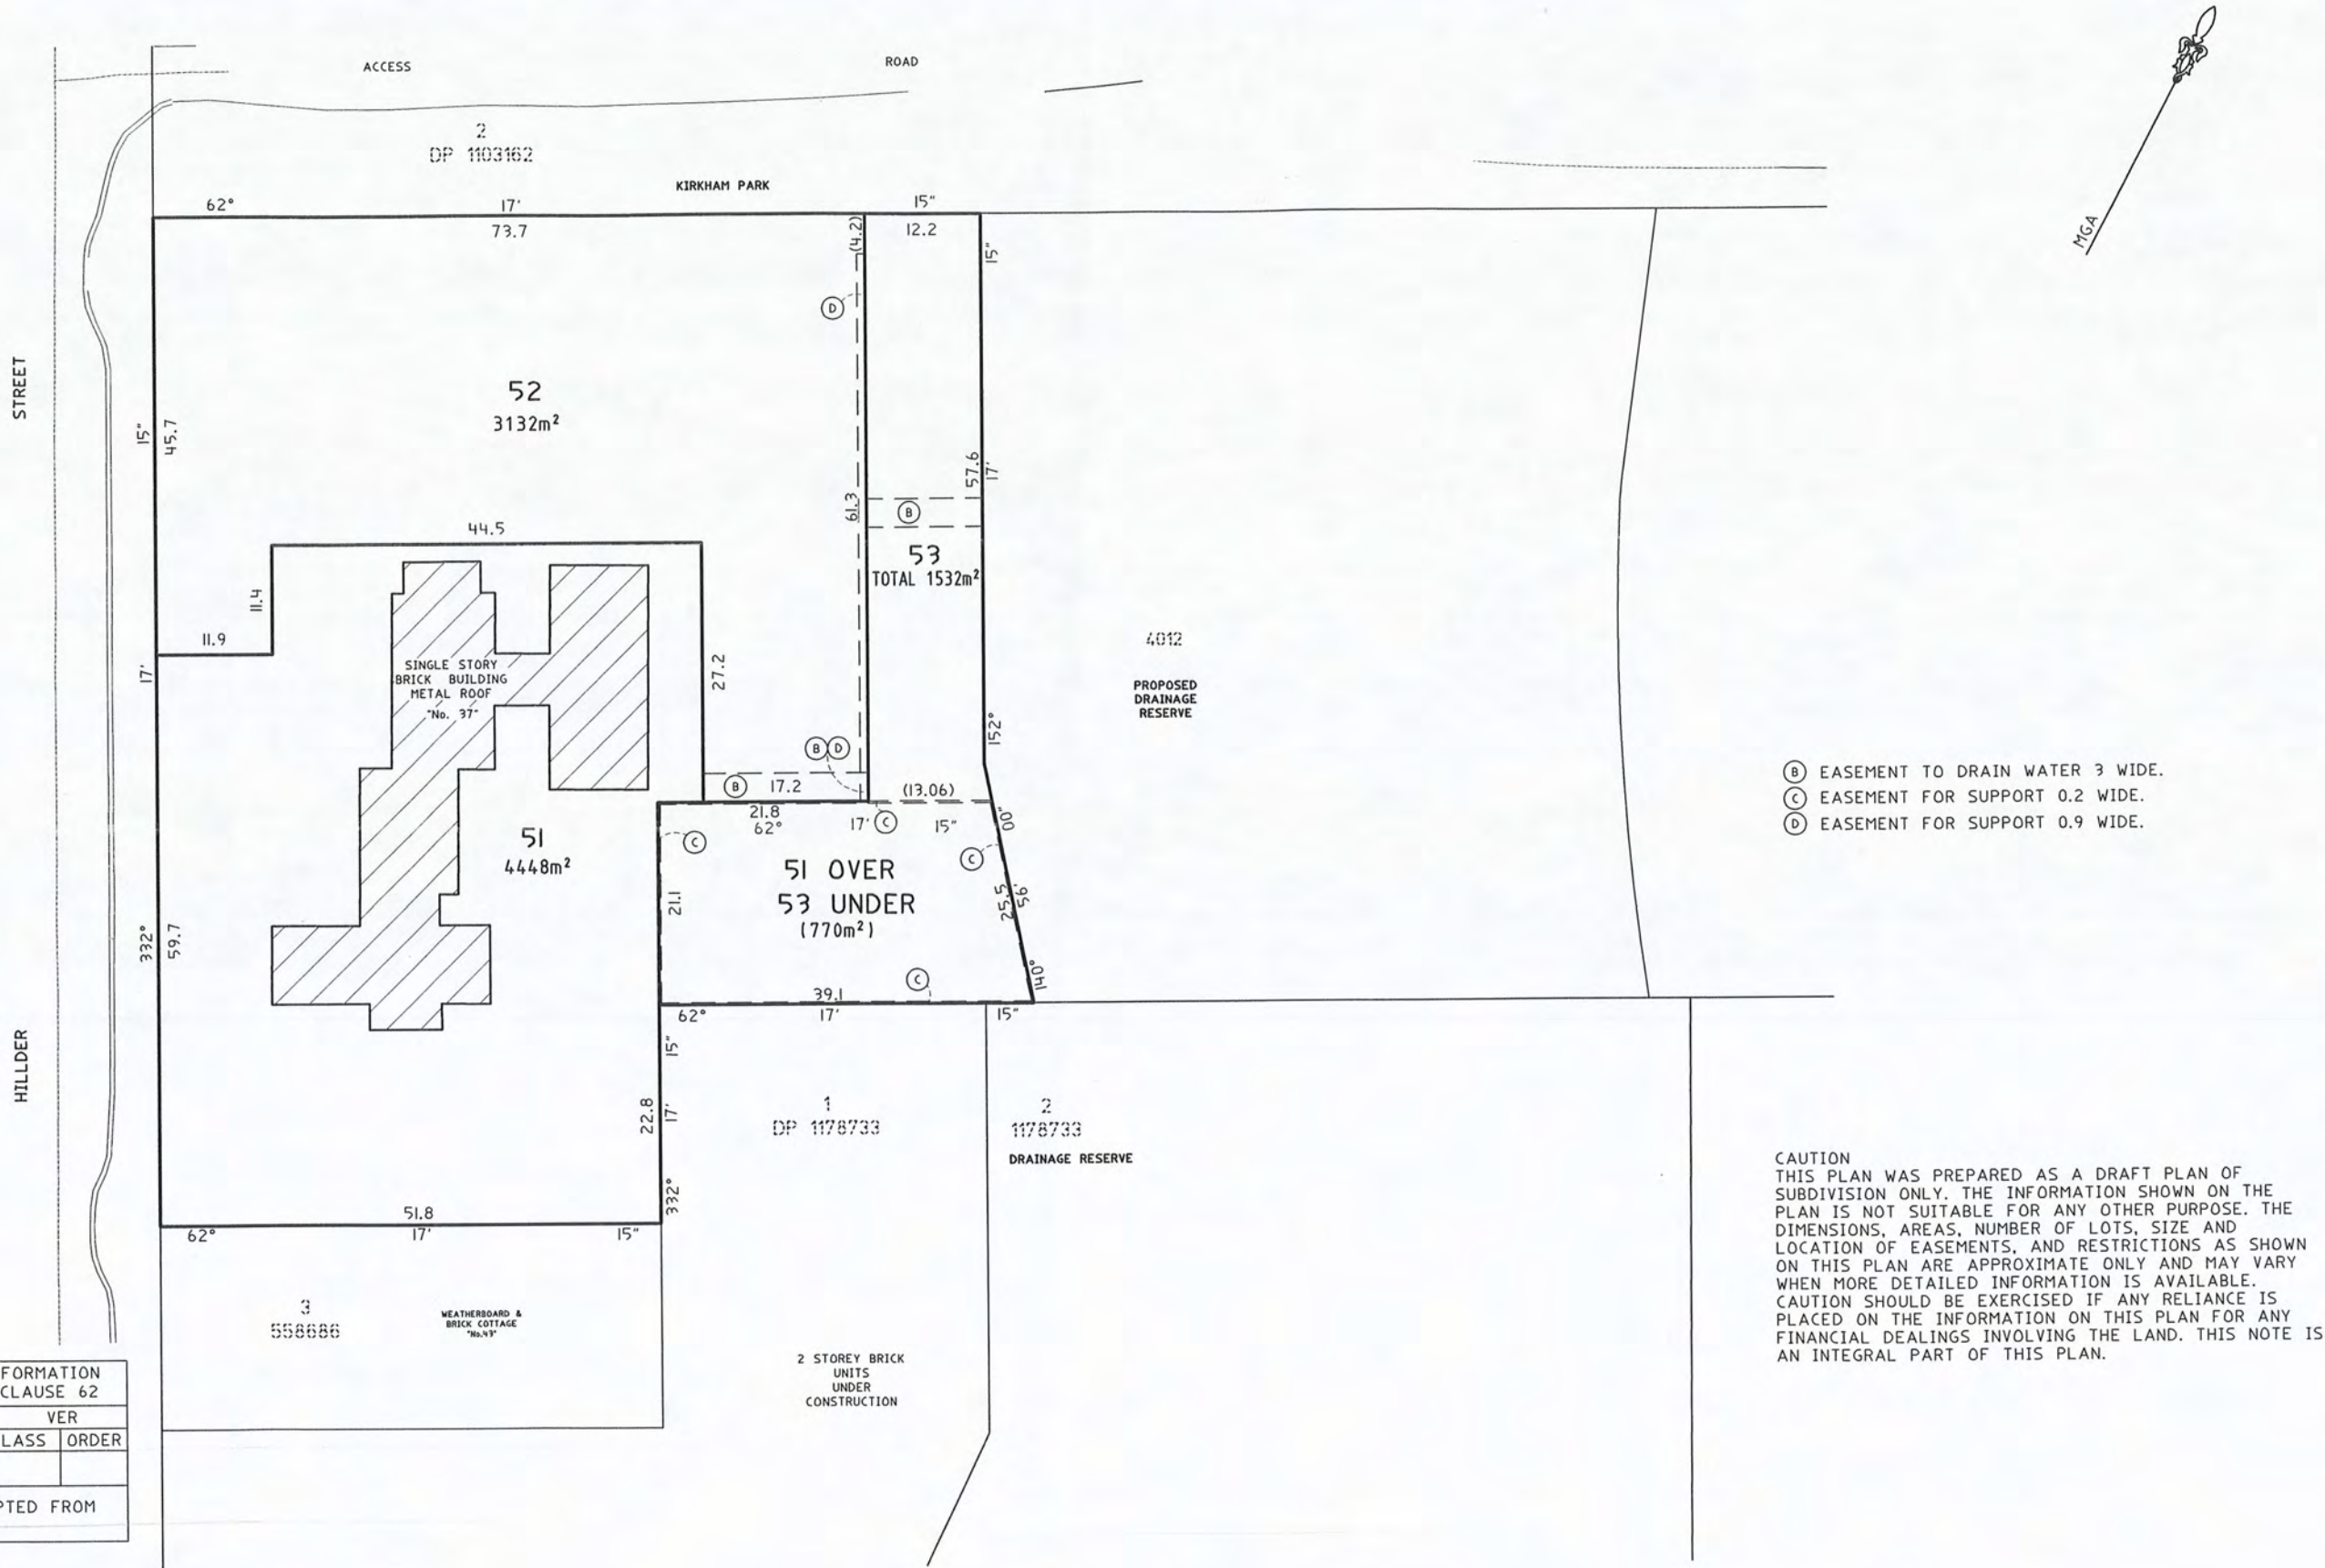 ACCESS
ROAD
2
DP 1103162
KIRKHAM PARK
62°
17'
15"
73.7
(4.2)
12.2
15"
MGA
D
STREET
52
3132m²
15"
45.7
61.3
57.6
17'
B
44.5
53
TOTAL 1532m²
11.4
11.9
17'
SINGLE STORY
BRICK BUILDING
METAL ROOF
"No. 37"
27.2
4012
PROPOSED
DRAINAGE
RESERVE
152°
B D
B
17.2
(13.06)
21.8
62°
17'
C
15"
00"
B EASEMENT TO DRAIN WATER 3 WIDE.
C EASEMENT FOR SUPPORT 0.2 WIDE.
D EASEMENT FOR SUPPORT 0.9 WIDE.
51
4448m²
C
C
51 OVER
53 UNDER
(770m²)
21.1
25.5
56'
332°
59.7
C
140°
39.1
62°
17'
15"
HILLDER
15"
22.8
17'
1
DP 1178733
2
1178733
DRAINAGE RESERVE
332°
51.8
62°
17'
15"
CAUTION
THIS PLAN WAS PREPARED AS A DRAFT PLAN OF
SUBDIVISION ONLY. THE INFORMATION SHOWN ON THE
PLAN IS NOT SUITABLE FOR ANY OTHER PURPOSE. THE
DIMENSIONS, AREAS, NUMBER OF LOTS, SIZE AND
LOCATION OF EASEMENTS, AND RESTRICTIONS AS SHOWN
ON THIS PLAN ARE APPROXIMATE ONLY AND MAY VARY
WHEN MORE DETAILED INFORMATION IS AVAILABLE.
CAUTION SHOULD BE EXERCISED IF ANY RELIANCE IS
PLACED ON THE INFORMATION ON THIS PLAN FOR ANY
FINANCIAL DEALINGS INVOLVING THE LAND. THIS NOTE IS
AN INTEGRAL PART OF THIS PLAN.
3
558686
WEATHERBOARD &
BRICK COTTAGE
"No.43"
2 STOREY BRICK
UNITS
UNDER
CONSTRUCTION
FORMATION
CLAUSE 62
VER
LASS ORDER
PTED FROM